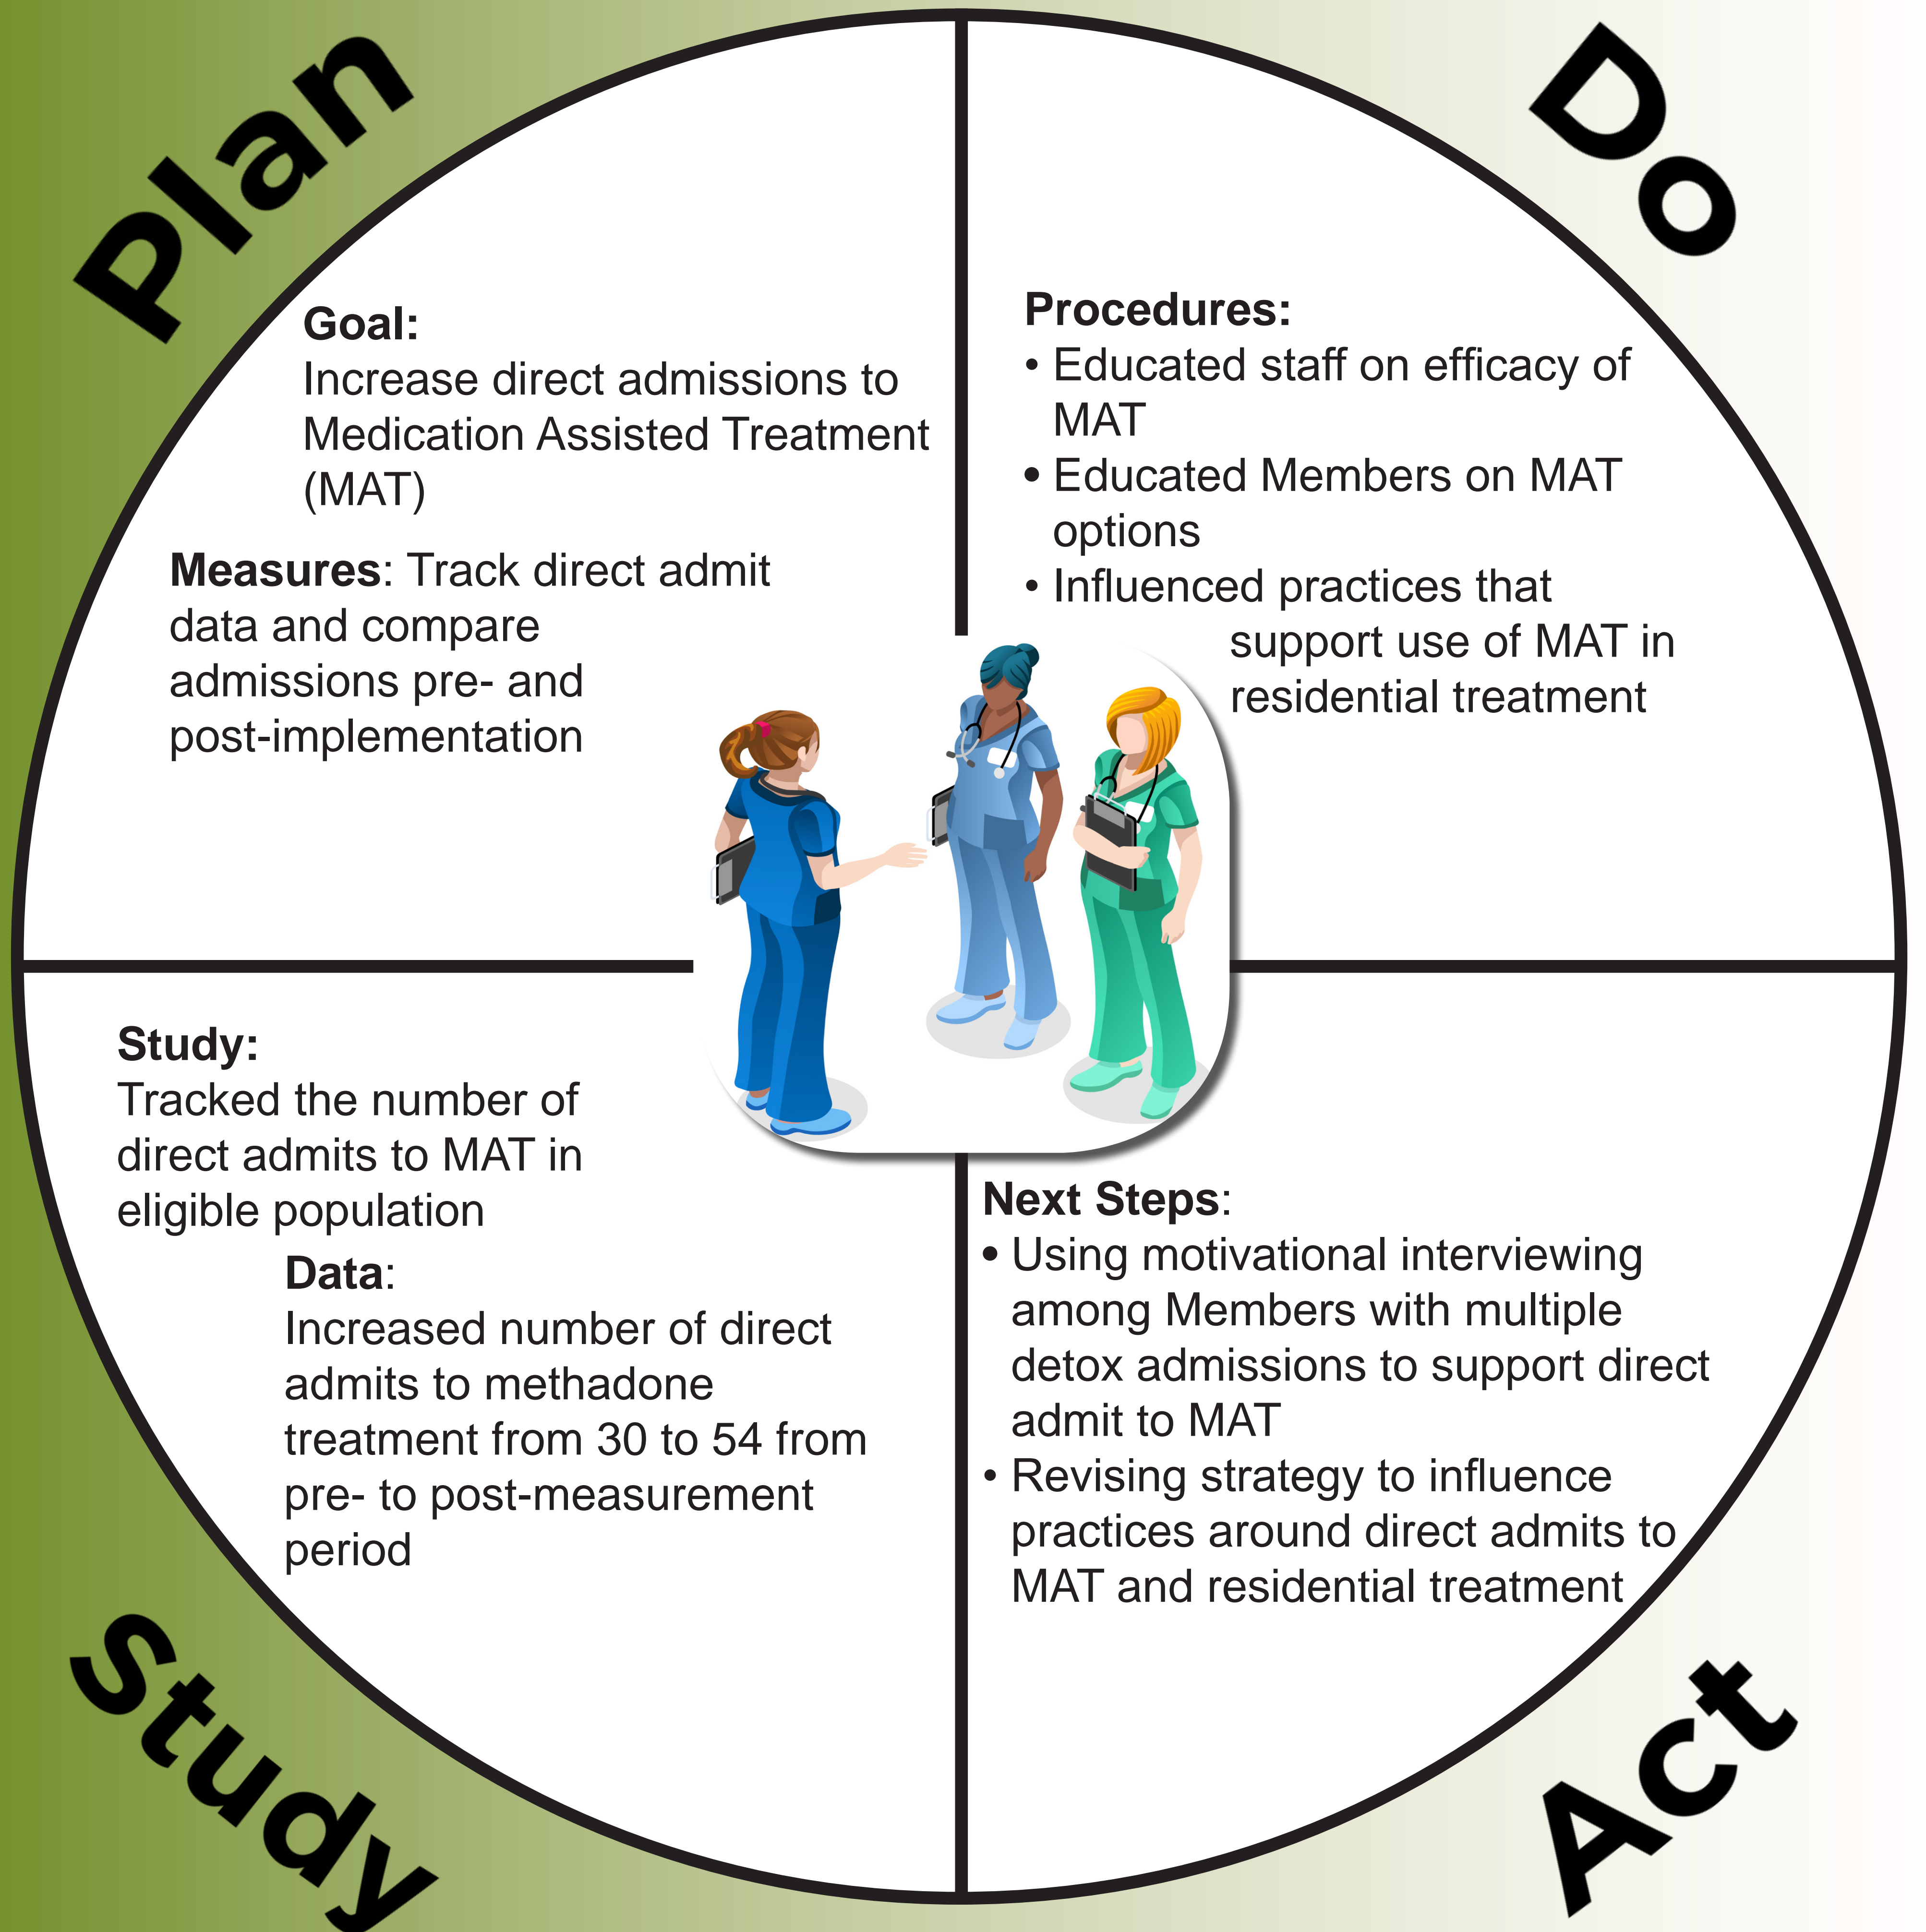 Plan
Goal:
Increase direct admissions to
Medication Assisted Treatment
(MAT)
Measures: Track direct admit
data and compare
admissions pre- and
post-implementation
Do
Procedures:
• Educated staff on efficacy of
MAT
• Educated Members on MAT
options
• Influenced practices that
support use of MAT in
residential treatment
Study:
Tracked the number of
direct admits to MAT in
eligible population
Data:
Increased number of direct
admits to methadone
treatment from 30 to 54 from
pre- to post-measurement
period
Study
Next Steps:
• Using motivational interviewing
among Members with multiple
detox admissions to support direct
admit to MAT
• Revising strategy to influence
practices around direct admits to
MAT and residential treatment
Act